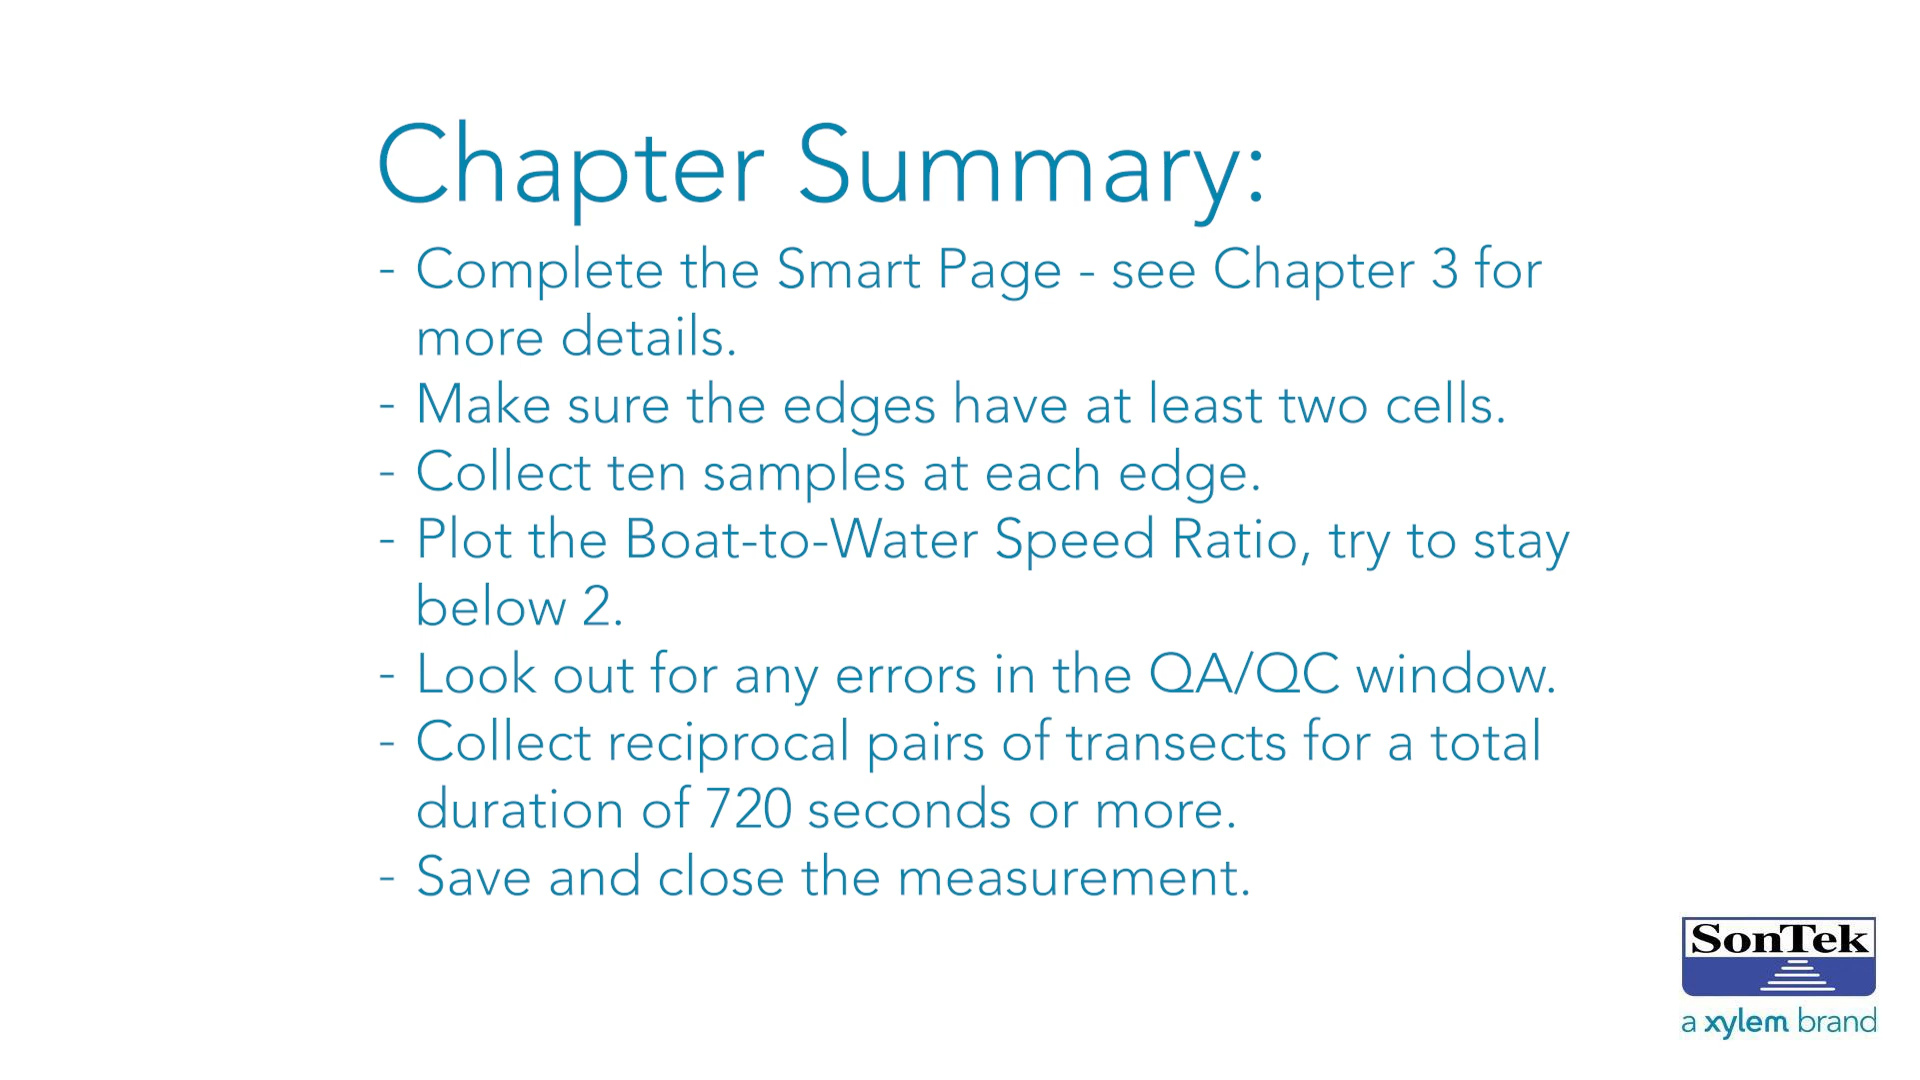 Chapter Summary:
- Complete the Smart Page - see Chapter 3 for
more details.
- Make sure the edges have at least two cells.
- Collect ten samples at each edge.
- Plot the Boat-to-Water Speed Ratio, try to stay
below 2.
- Look out for any errors in the QA/QC window.
- Collect reciprocal pairs of transects for a total
duration of 720 seconds or more.
- Save and close the measurement.
SonTek
a xylem brand